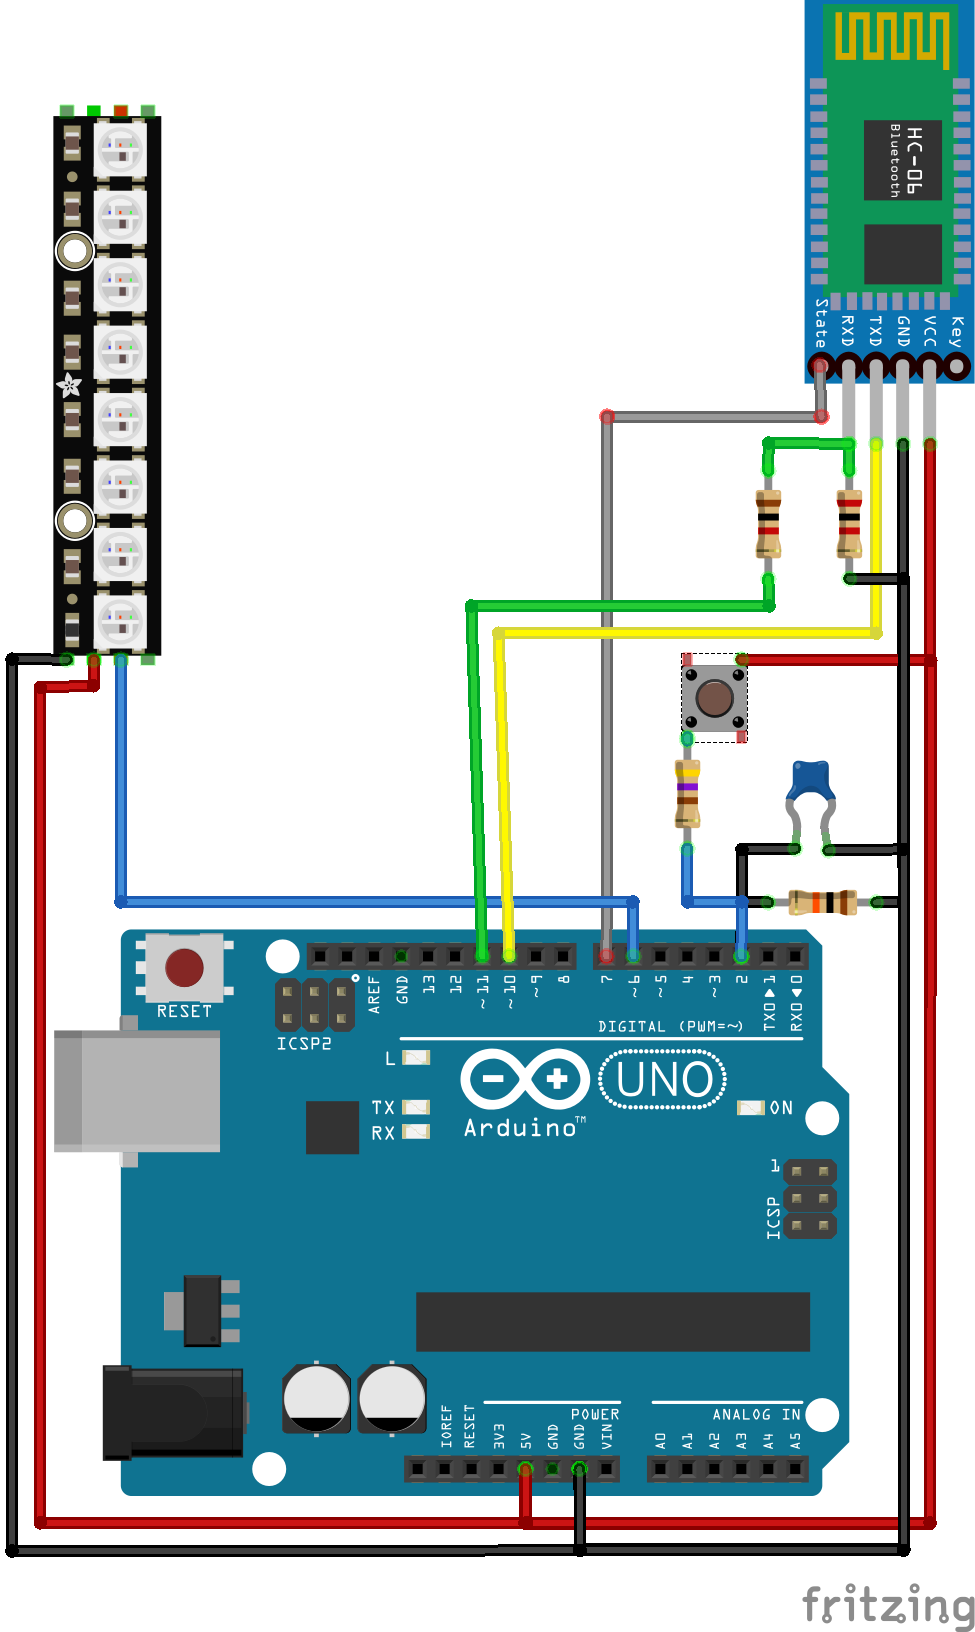 HC-06
Bluetooth
State
RXD
TXD
GND
VCC
Key
RESET
ICSP2
AREF
GND
13
12
~11
~10
~9
8
7
~6
~5
4
~3
2
TX0▶1
RX0◀0
DIGITAL (PWM=~)
L
TX
RX
Arduino™
UNO
ON
1
ICSP
IOREF
RESET
3V3
5V
GND
GND
VIN
POWER
ANALOG IN
A0
A1
A2
A3
A4
A5
fritzing